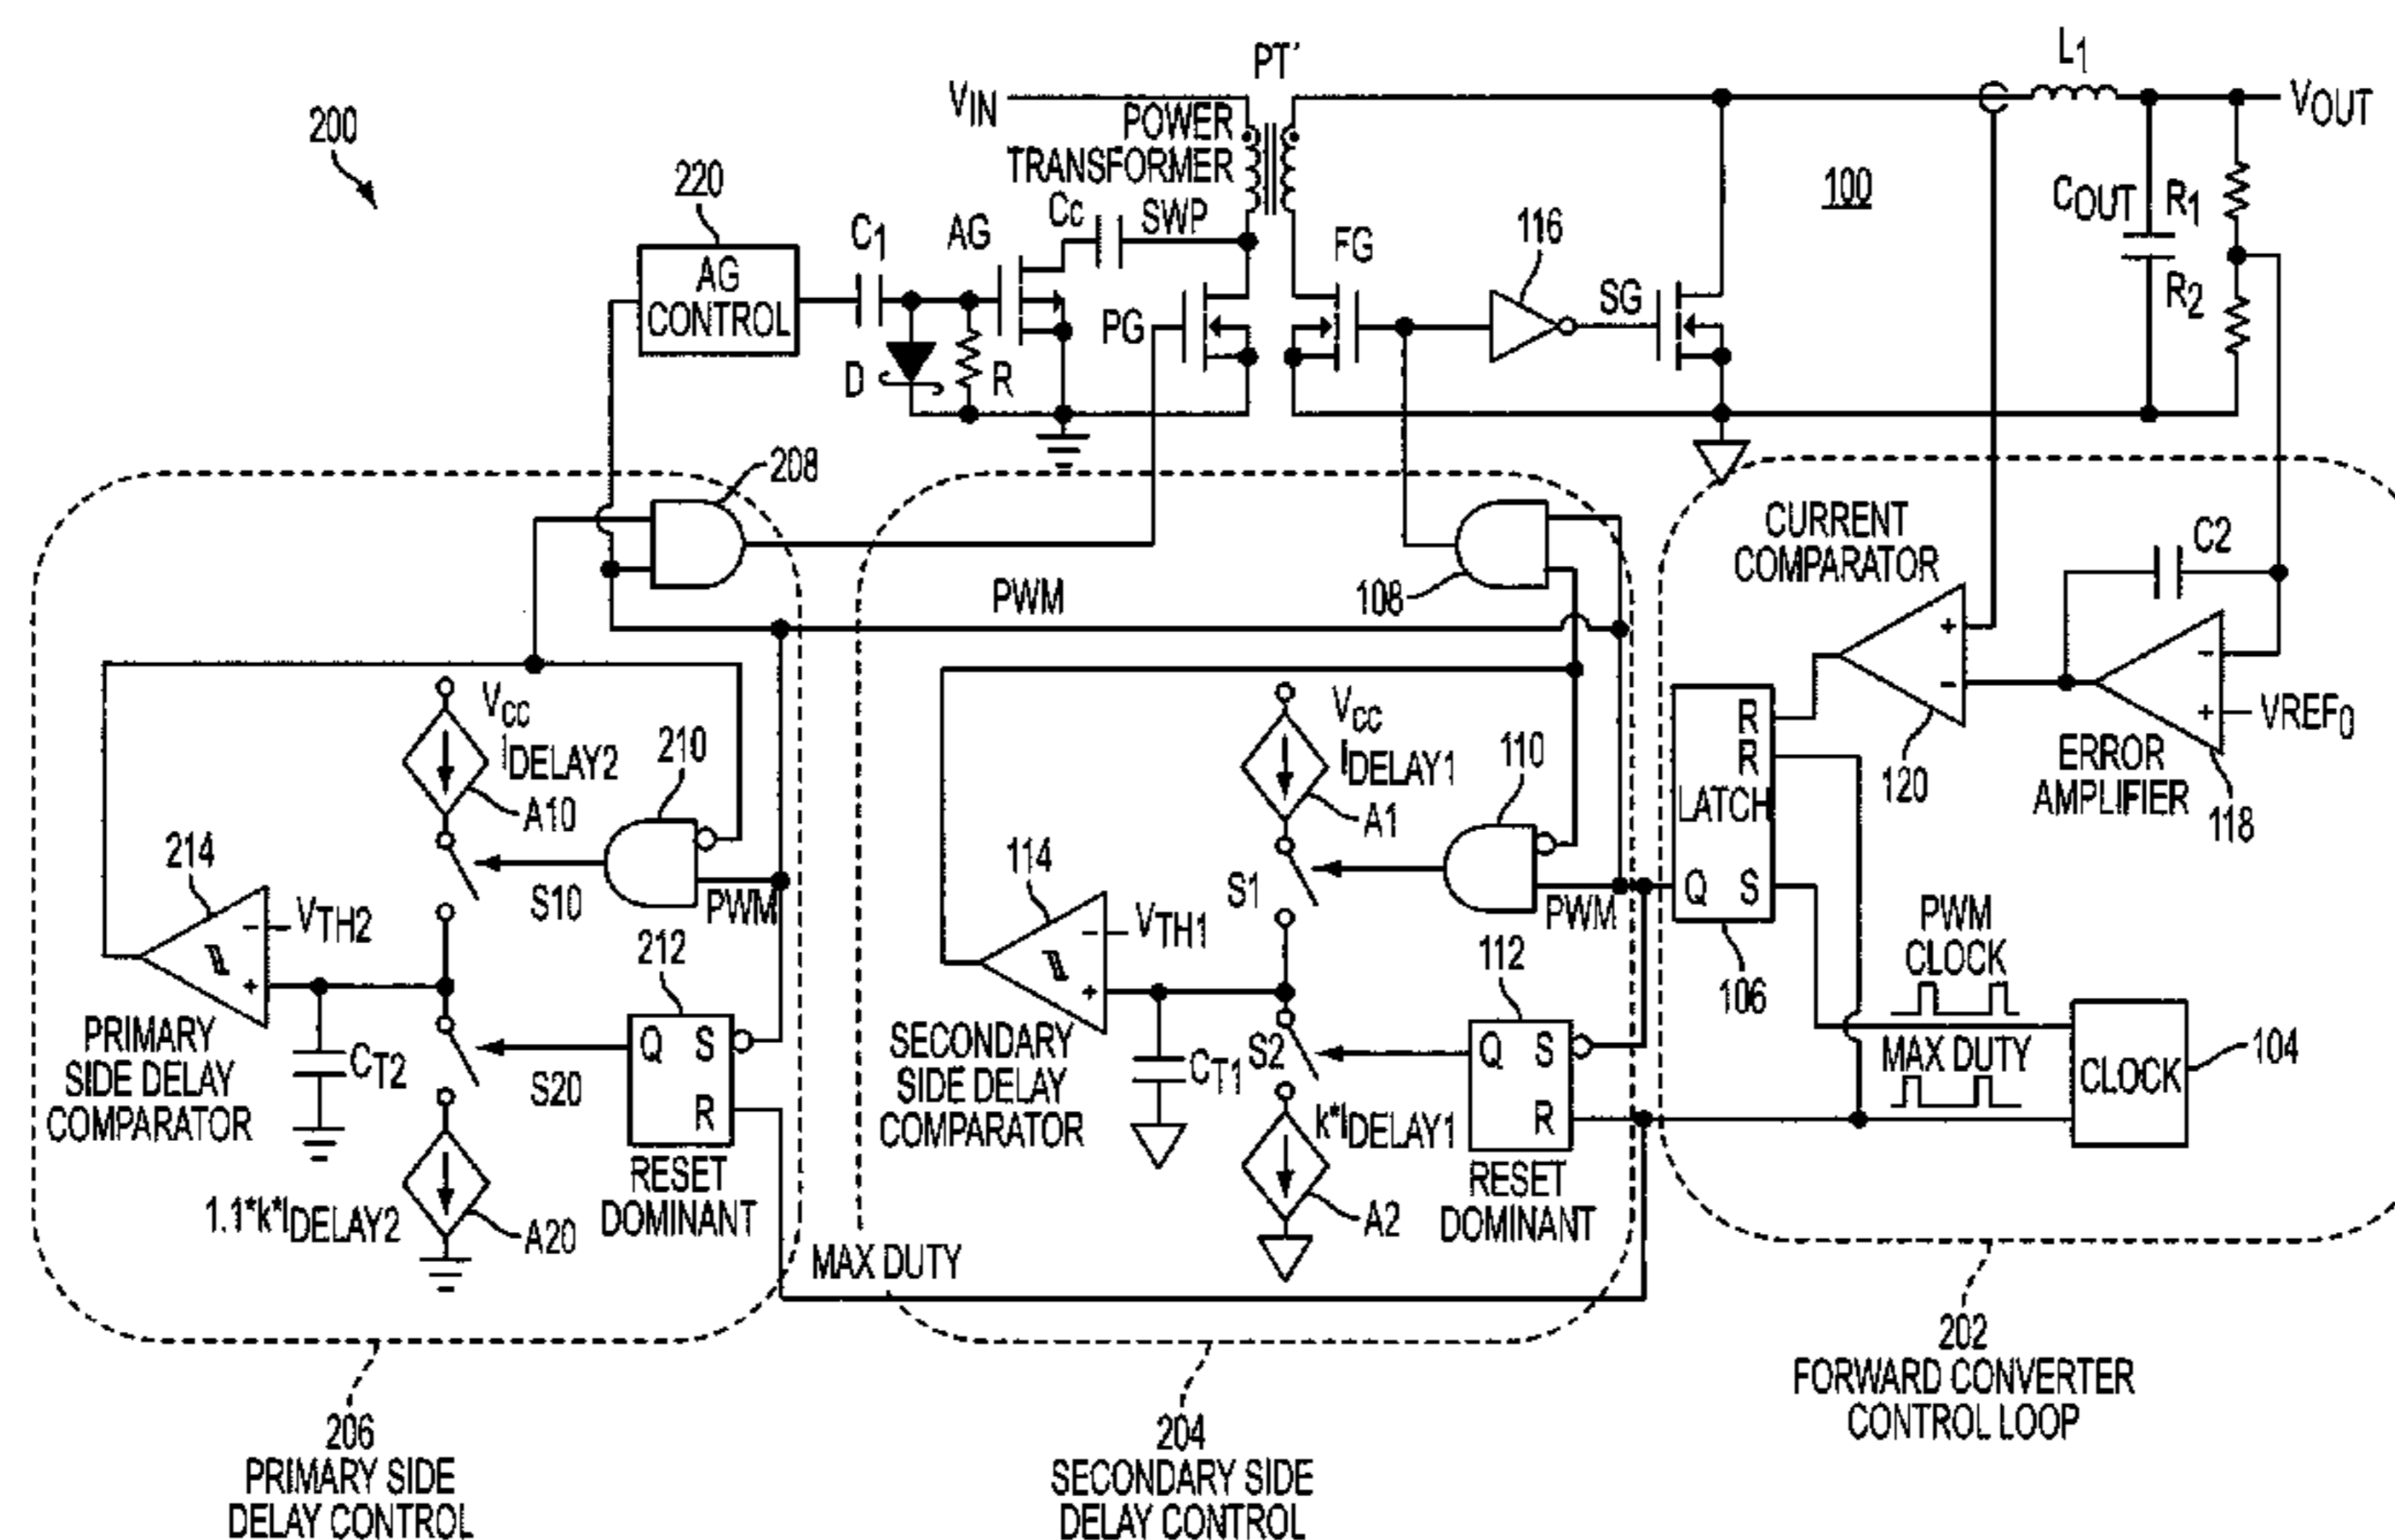 200
220
AG
CONTROL
C1
AG
Cc
SWP
VIN
POWER
TRANSFORMER
PT'
L1
VOUT
100
COUT
R1
R2
116
FG
SG
PG
D
R
208
PWM
108
CURRENT
COMPARATOR
C2
+
-
-
+
VREF0
120
ERROR
AMPLIFIER
118
VCC
IDELAY2
A10
210
S10
PWM
214
- VTH2
+
212
Q S
R
PRIMARY
SIDE DELAY
COMPARATOR
CT2
S20
RESET
DOMINANT
1.1*k*IDELAY2
A20
VCC
IDELAY1
A1
110
S1
PWM
114
- VTH1
+
112
Q S
R
SECONDARY
SIDE DELAY
COMPARATOR
CT1
S2
k*IDELAY1
RESET
DOMINANT
A2
MAX DUTY
R
R
LATCH
Q S
106
PWM
CLOCK
MAX DUTY
CLOCK
104
206
PRIMARY SIDE
DELAY CONTROL
204
SECONDARY SIDE
DELAY CONTROL
202
FORWARD CONVERTER
CONTROL LOOP